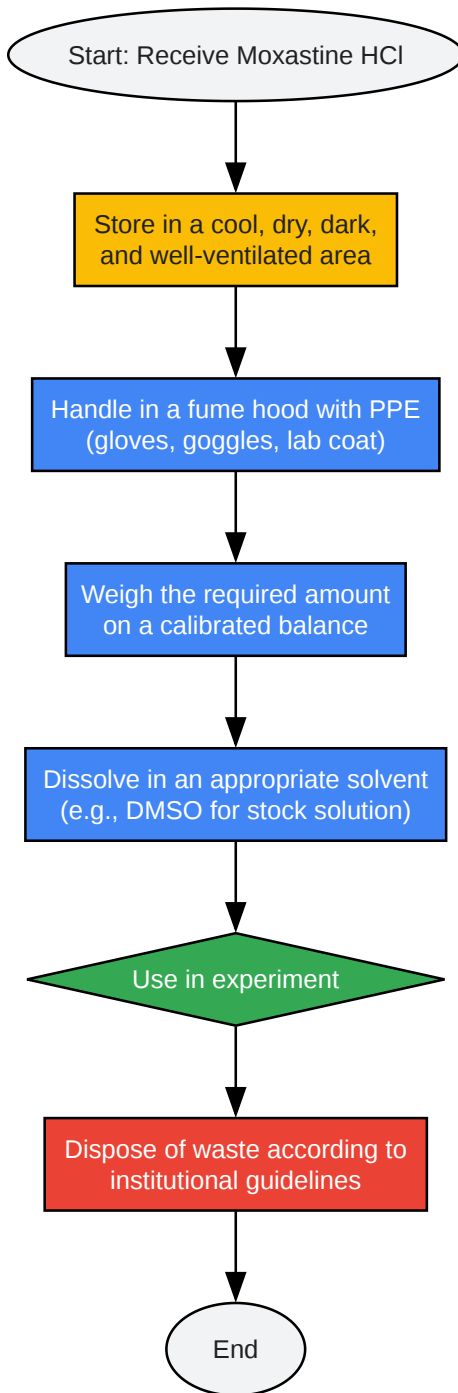 Start: Receive Moxastine HCl
Store in a cool, dry, dark,
and well-ventilated area
Handle in a fume hood with PPE
(gloves, goggles, lab coat)
Weigh the required amount
on a calibrated balance
Dissolve in an appropriate solvent
(e.g., DMSO for stock solution)
Use in experiment
Dispose of waste according to
institutional guidelines
End